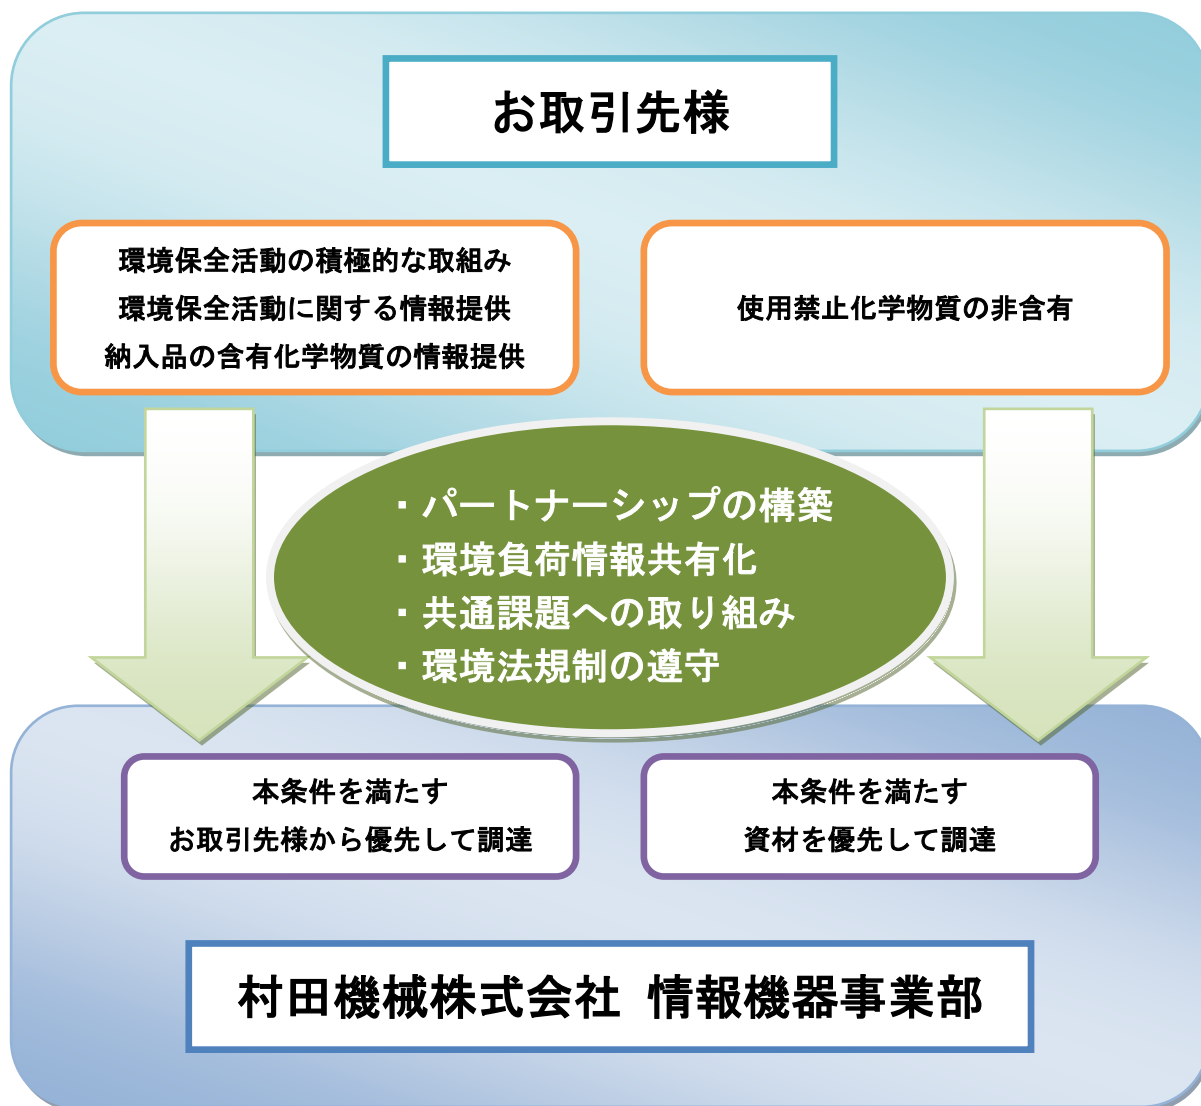 お取引先様
環境保全活動の積極的な取組み
環境保全活動に関する情報提供
納入品の含有化学物質の情報提供
使用禁止化学物質の非含有
・パートナーシップの構築
・環境負荷情報共有化
・共通課題への取り組み
・環境法規制の遵守
本条件を満たす
お取引先様から優先して調達
本条件を満たす
資材を優先して調達
村田機械株式会社 情報機器事業部